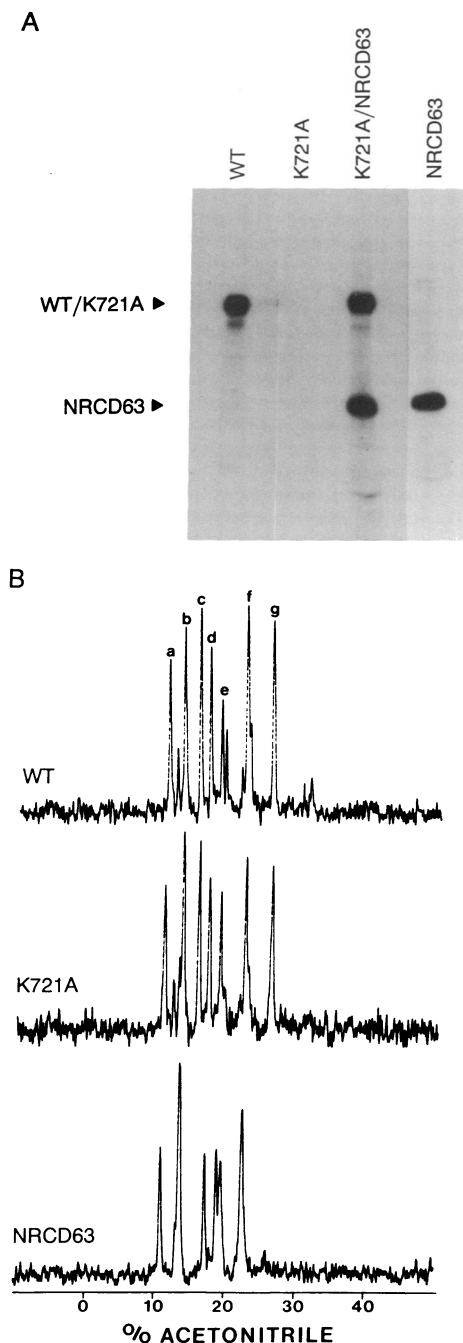 A
WT
K721A
K721A/NRCD63
NRCD63
WT/K721A
NRCD63
B
a
b
c
d
e
f
g
WT
K721A
NRCD63
0
10
20
30
40
% ACETONITRILE